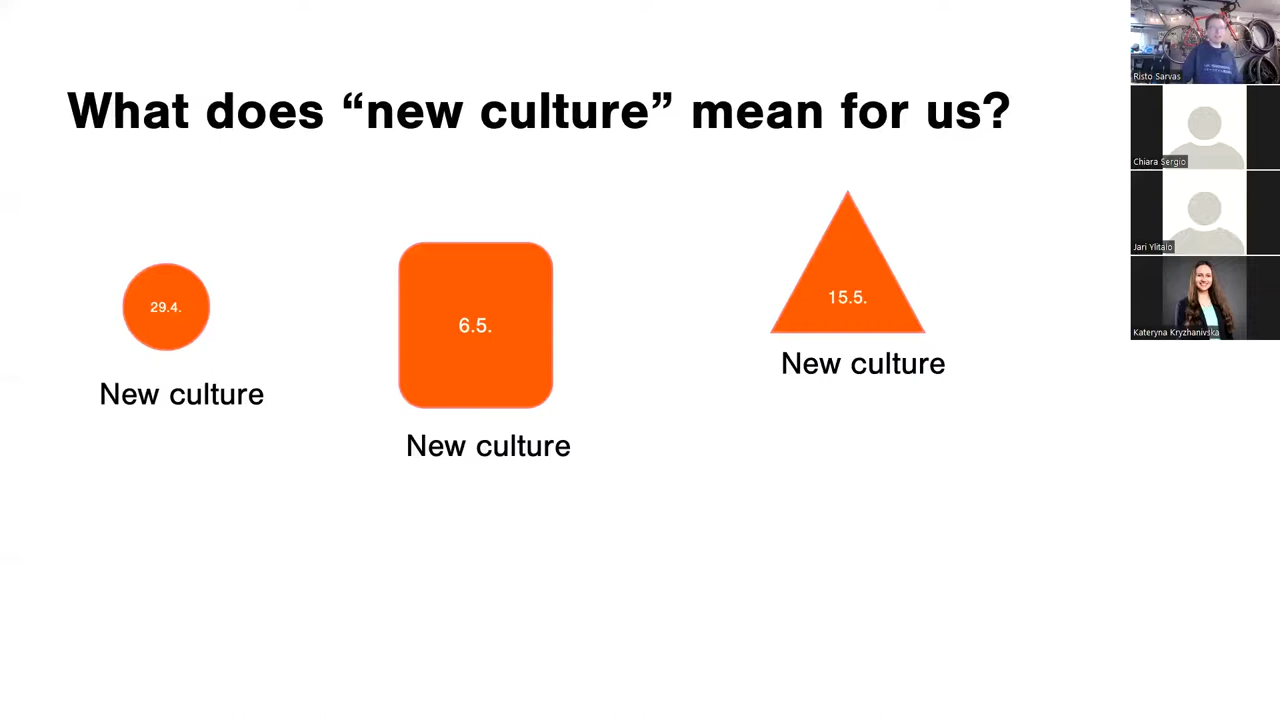 What does “new culture” mean for us?
29.4.
New culture
6.5.
New culture
15.5.
New culture
Risto Sarvas
Chiara Sergio
Jari Ylitalo
Kateryna Kryzhanivska